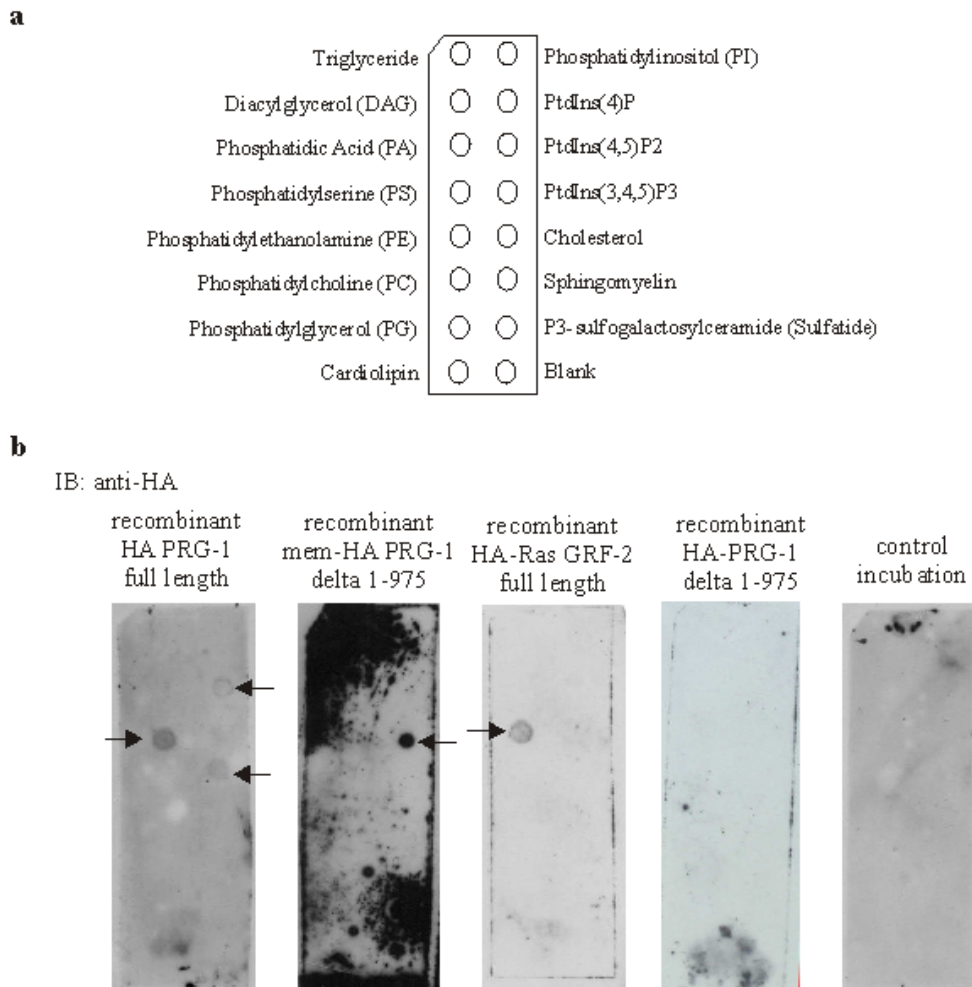 a
Triglyceride Phosphatidylinositol (PI)
Diacylglycerol (DAG) PtdIns(4)P
Phosphatidic Acid (PA) PtdIns(4,5)P2
Phosphatidylserine (PS) PtdIns(3,4,5)P3
Phosphatidylethanolamine (PE) Cholesterol
Phosphatidylcholine (PC) Sphingomyelin
Phosphatidylglycerol (PG) P3-sulfogalactosylceramide (Sulfatide)
Cardiolipin Blank
b
IB: anti-HA
recombinant
HA PRG-1
full length
recombinant
mem-HA PRG-1
delta 1-975
recombinant
HA-Ras GRF-2
full length
recombinant
HA-PRG-1
delta 1-975
control
incubation